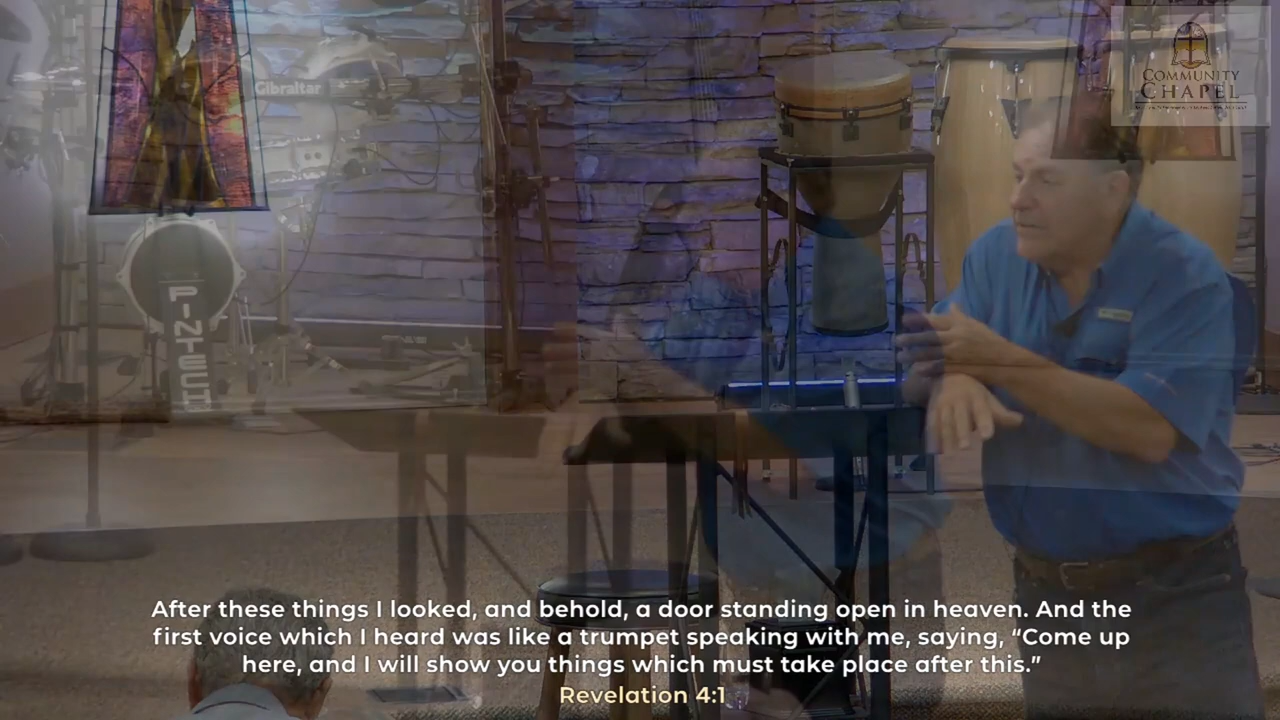 Gibraltar
COMMUNITY
CHAPEL
PINTECH
After these things I looked, and behold, a door standing open in heaven. And the
first voice which I heard was like a trumpet speaking with me, saying, “Come up
here, and I will show you things which must take place after this.”
Revelation 4:1